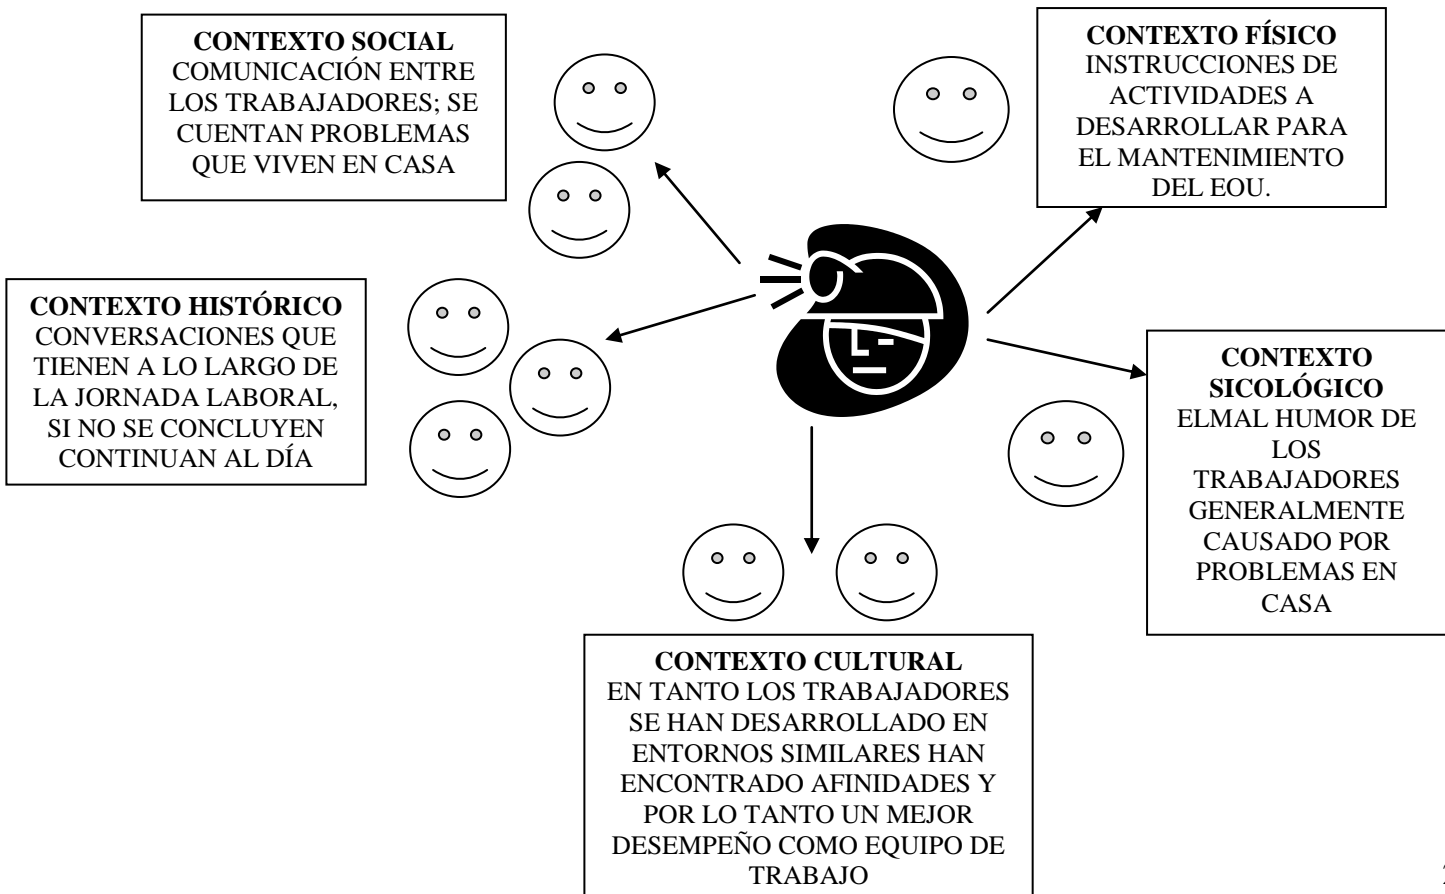 CONTEXTO SOCIAL
COMUNICACIÓN ENTRE
LOS TRABAJADORES; SE
CUENTAN PROBLEMAS
QUE VIVEN EN CASA
CONTEXTO FÍSICO
INSTRUCCIONES DE
ACTIVIDADES A
DESARROLLAR PARA
EL MANTENIMIENTO
DEL EOU.
CONTEXTO HISTÓRICO
CONVERSACIONES QUE
TIENEN A LO LARGO DE
LA JORNADA LABORAL,
SI NO SE CONCLUYEN
CONTINUAN AL DÍA
CONTEXTO
SICOLÓGICO
ELMAL HUMOR DE
LOS
TRABAJADORES
GENERALMENTE
CAUSADO POR
PROBLEMAS EN
CASA
CONTEXTO CULTURAL
EN TANTO LOS TRABAJADORES
SE HAN DESARROLLADO EN
ENTORNOS SIMILARES HAN
ENCONTRADO AFINIDADES Y
POR LO TANTO UN MEJOR
DESEMPEÑO COMO EQUIPO DE
TRABAJO